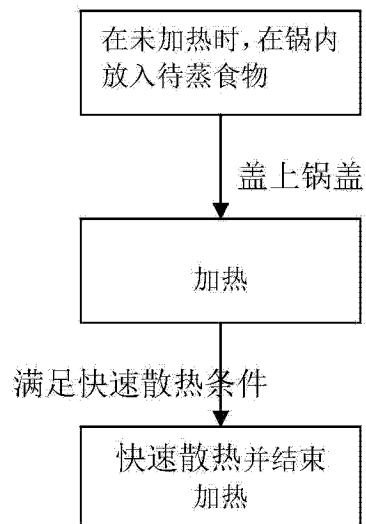 在未加热时,在锅内
放入待蒸食物
盖上锅盖
加热
满足快速散热条件
快速散热并结束
加热